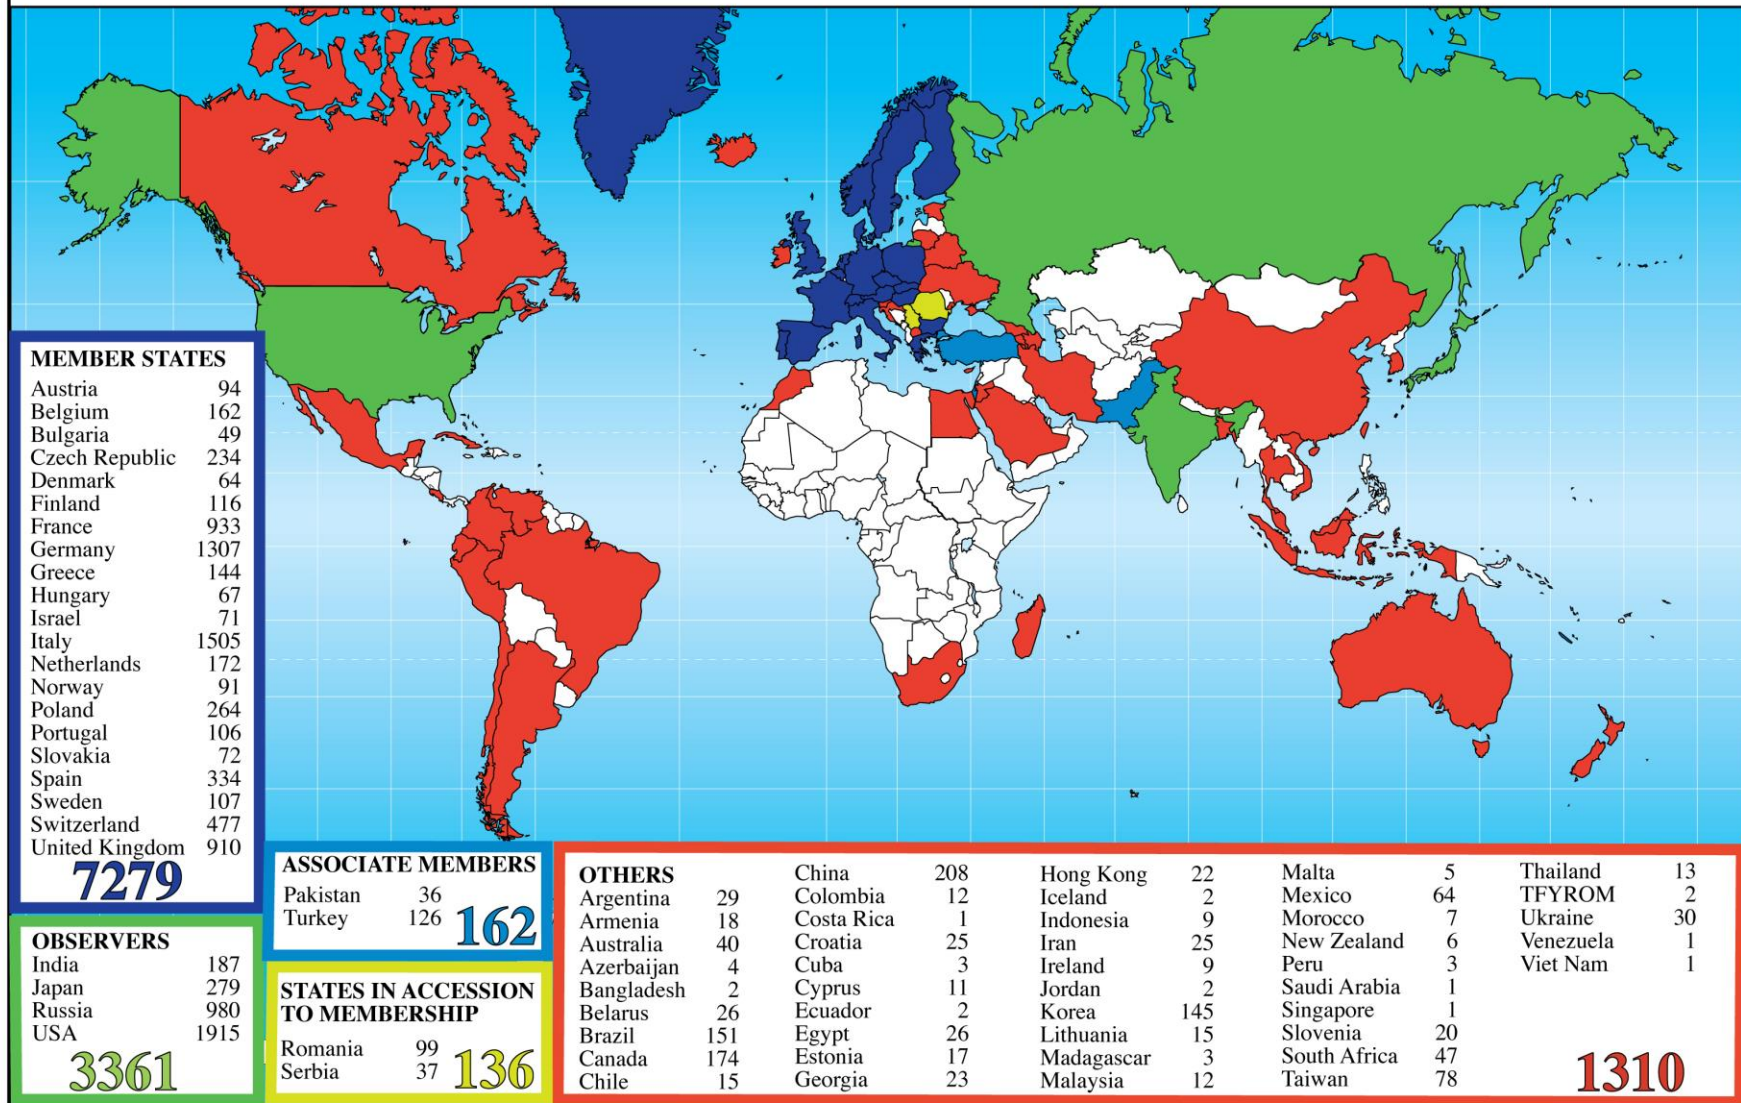 MEMBER STATES
Austria 94
Belgium 162
Bulgaria 49
Czech Republic 234
Denmark 64
Finland 116
France 933
Germany 1307
Greece 144
Hungary 67
Israel 71
Italy 1505
Netherlands 172
Norway 91
Poland 264
Portugal 106
Slovakia 72
Spain 334
Sweden 107
Switzerland 477
United Kingdom 910
7279
OBSERVERS
India 187
Japan 279
Russia 980
USA 1915
3361
ASSOCIATE MEMBERS
Pakistan 36
Turkey 126
162
STATES IN ACCESSION
TO MEMBERSHIP
Romania 99
Serbia 37
136
OTHERS
Argentina 29
Armenia 18
Australia 40
Azerbaijan 4
Bangladesh 2
Belarus 26
Brazil 151
Canada 174
Chile 15
China 208
Colombia 12
Costa Rica 1
Croatia 25
Cuba 3
Cyprus 11
Ecuador 2
Egypt 26
Estonia 17
Georgia 23
Hong Kong 22
Iceland 2
Indonesia 9
Iran 25
Ireland 9
Jordan 2
Korea 145
Lithuania 15
Madagascar 3
Malaysia 12
Malta 5
Mexico 64
Morocco 7
New Zealand 6
Peru 3
Saudi Arabia 1
Singapore 1
Slovenia 20
South Africa 47
Taiwan 78
Thailand 13
TFYROM 2
Ukraine 30
Venezuela 1
Viet Nam 1
1310